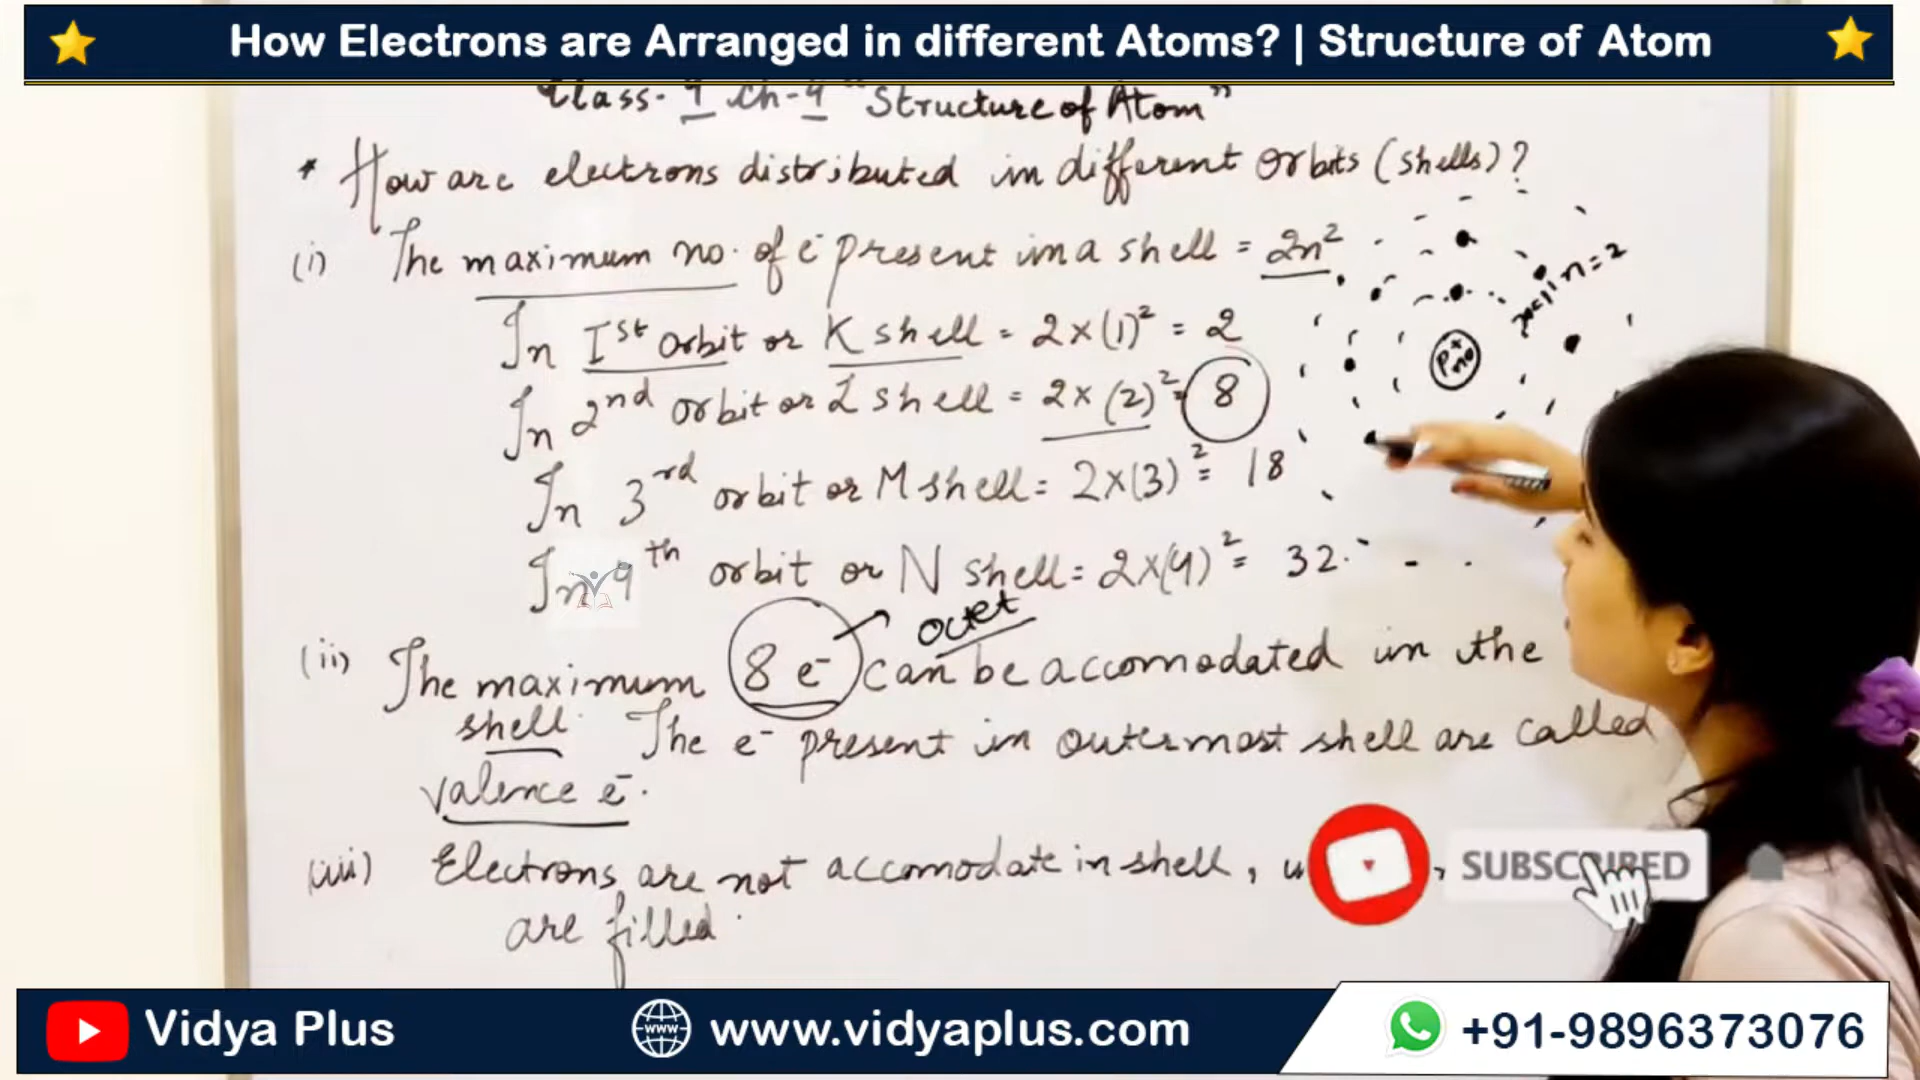 How Electrons are Arranged in different Atoms? | Structure of Atom
Class-9 Ch-4 "Structure of Atom"
* How are electrons distributed in different Orbits (shells)?
(i) The maximum no. of e⁻ present in a shell = 2n²
In Iˢᵗ orbit or K shell = 2×(1)² = 2
In 2ⁿᵈ orbit or L shell = 2×(2)² = 8
In 3ʳᵈ orbit or M shell = 2×(3)² = 18
In 4ᵗʰ orbit or N shell = 2×(4)² = 32.
n=2
P⁺
octet
(ii) The maximum 8 e⁻ can be accomodated in the
shell. The e⁻ present in outermost shell are called
valence e⁻.
(iii) Electrons are not accomodate in shell,
are filled.
SUBSCRIBED
Vidya Plus
www
www.vidyaplus.com
+91-9896373076